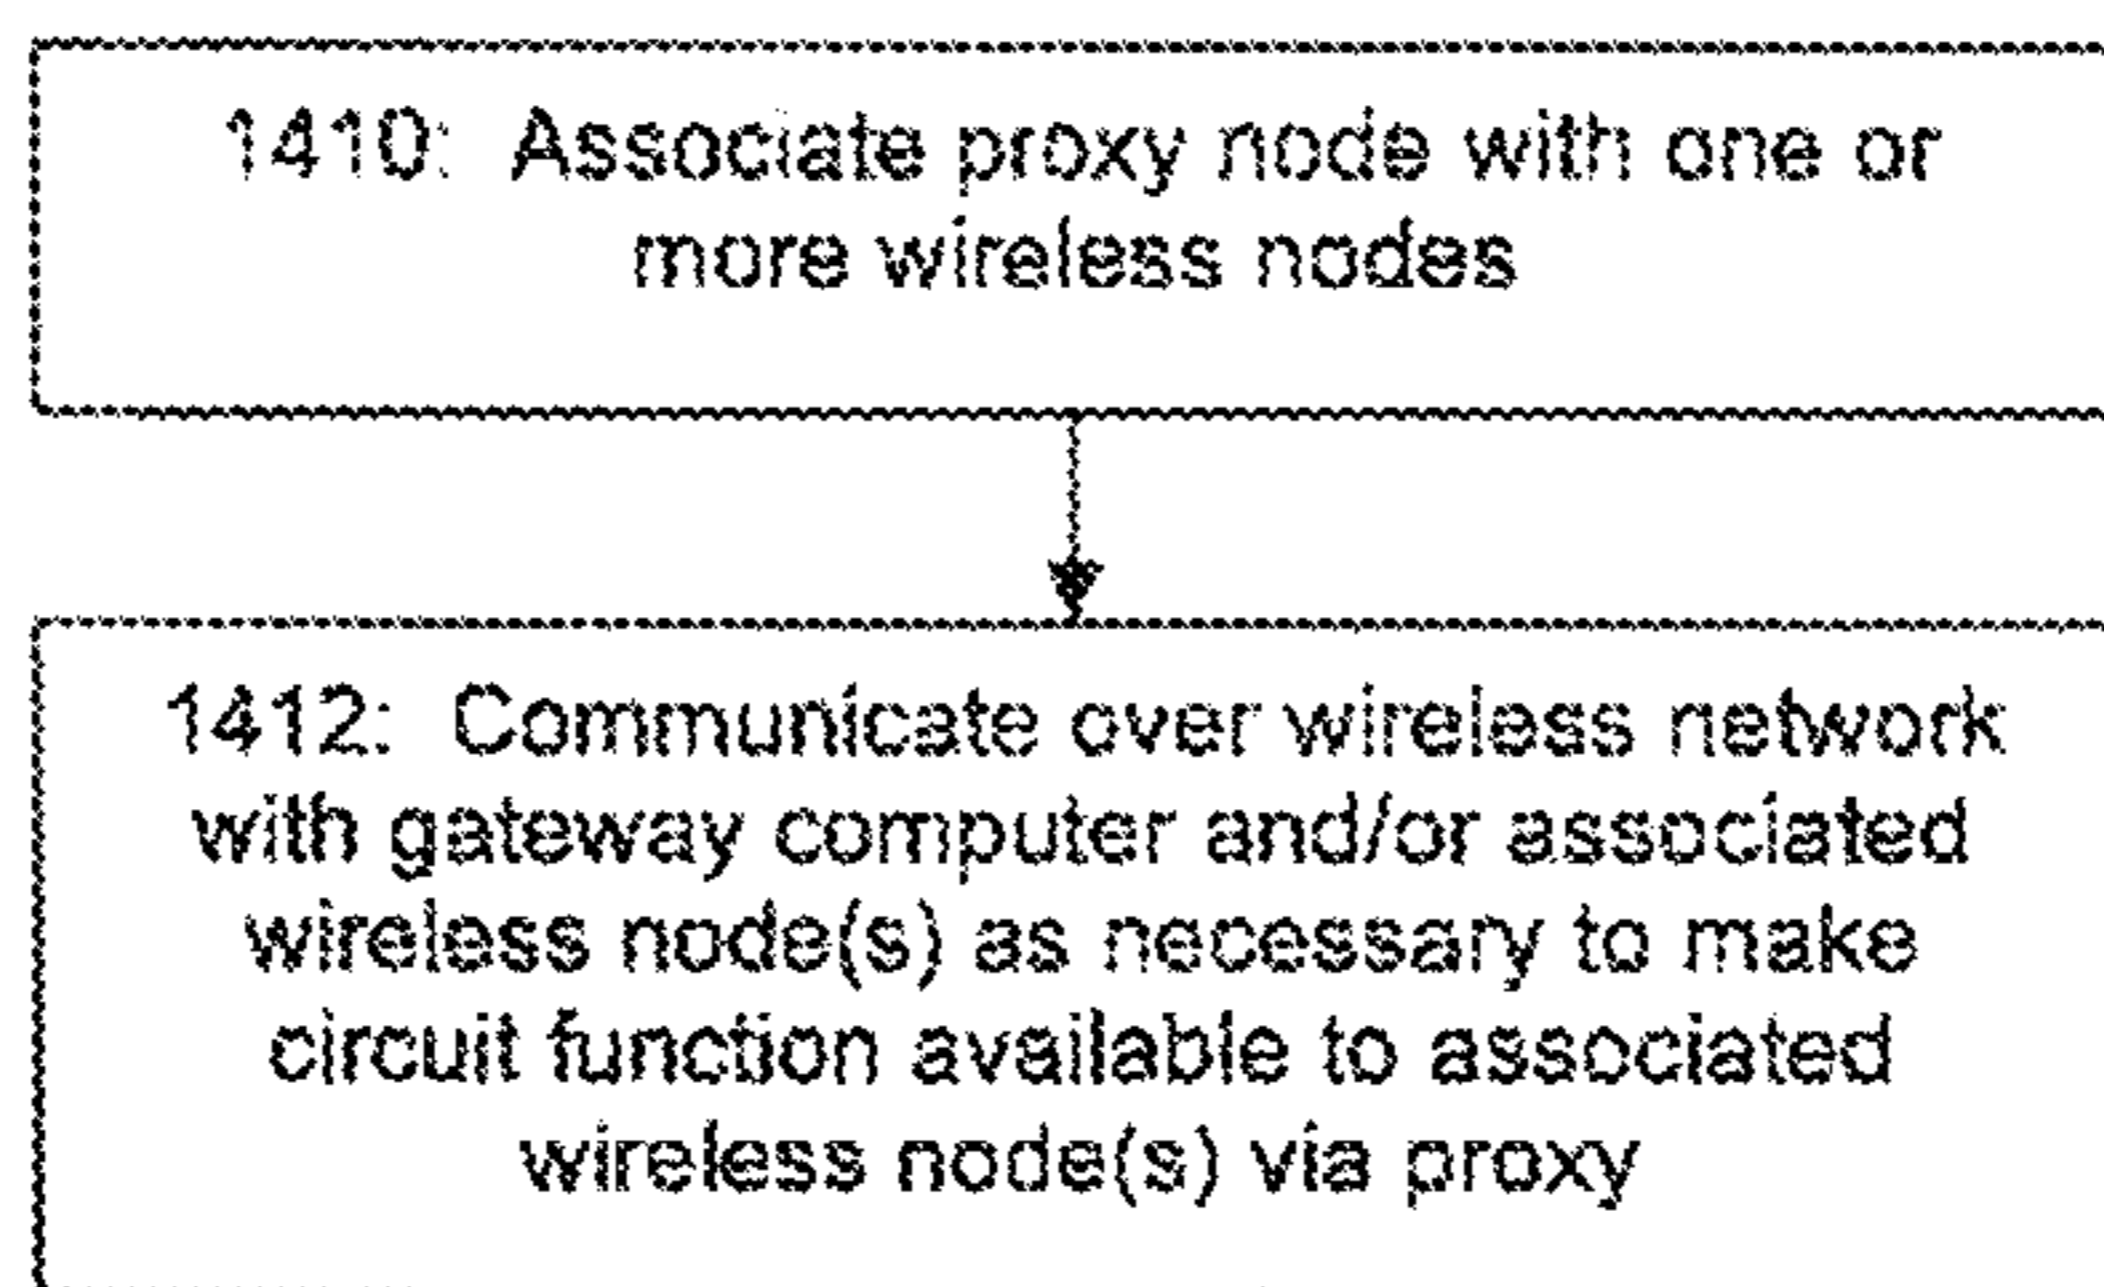 1410: Associate proxy node with one or
more wireless nodes
1412: Communicate over wireless network
with gateway computer and/or associated
wireless node(s) as necessary to make
circuit function available to associated
wireless node(s) via proxy